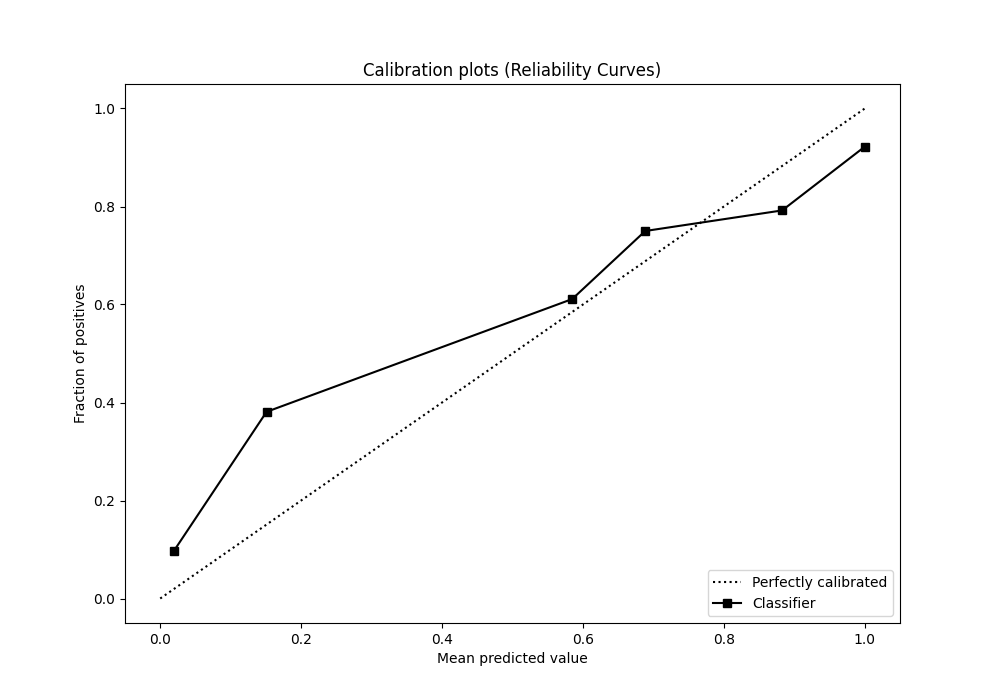 Calibration plots (Reliability Curves)
1.0
0.8
0.6
0.4
0.2
0.0
Fraction of positives
0.0 0.2 0.4 0.6 0.8 1.0
Mean predicted value
Perfectly calibrated
Classifier